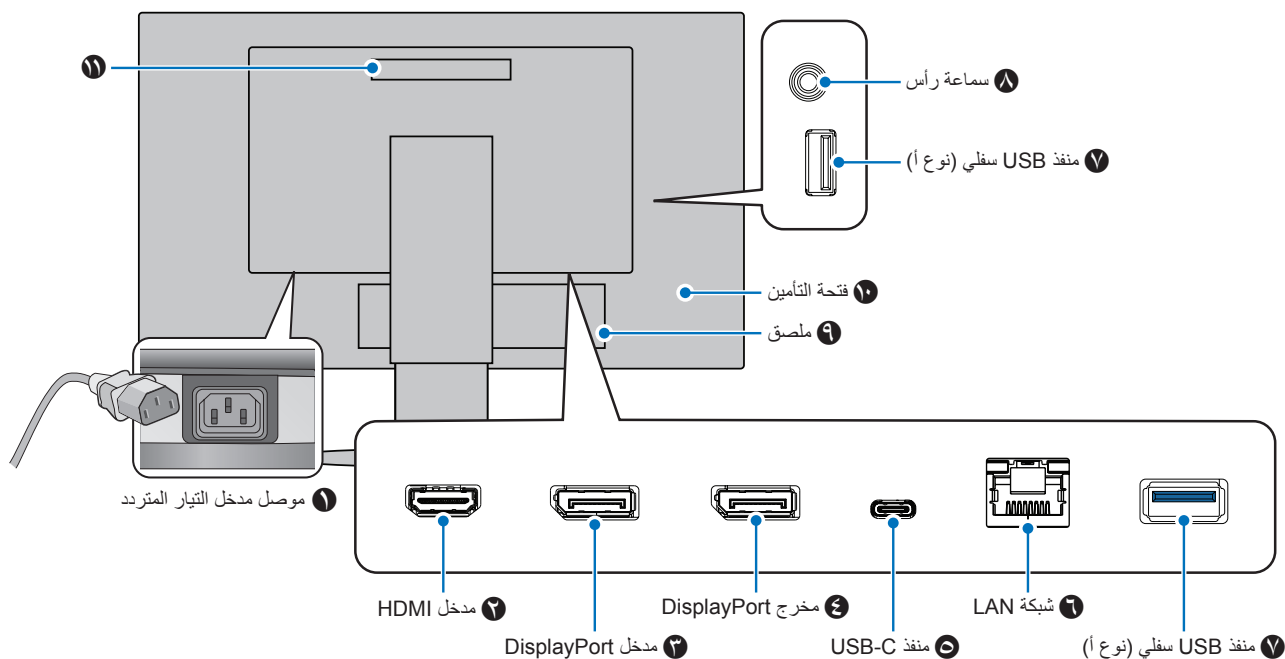 ⓫
❽ سماعة رأس
❼ منفذ USB سفلي (نوع أ)
❿ فتحة التأمين
❾ ملصق
❶ موصل مدخل التيار المتردد
❷ مدخل HDMI
❸ مدخل DisplayPort
❹ مخرج DisplayPort
❺ منفذ USB-C
❻ شبكة LAN
❼ منفذ USB سفلي (نوع أ)